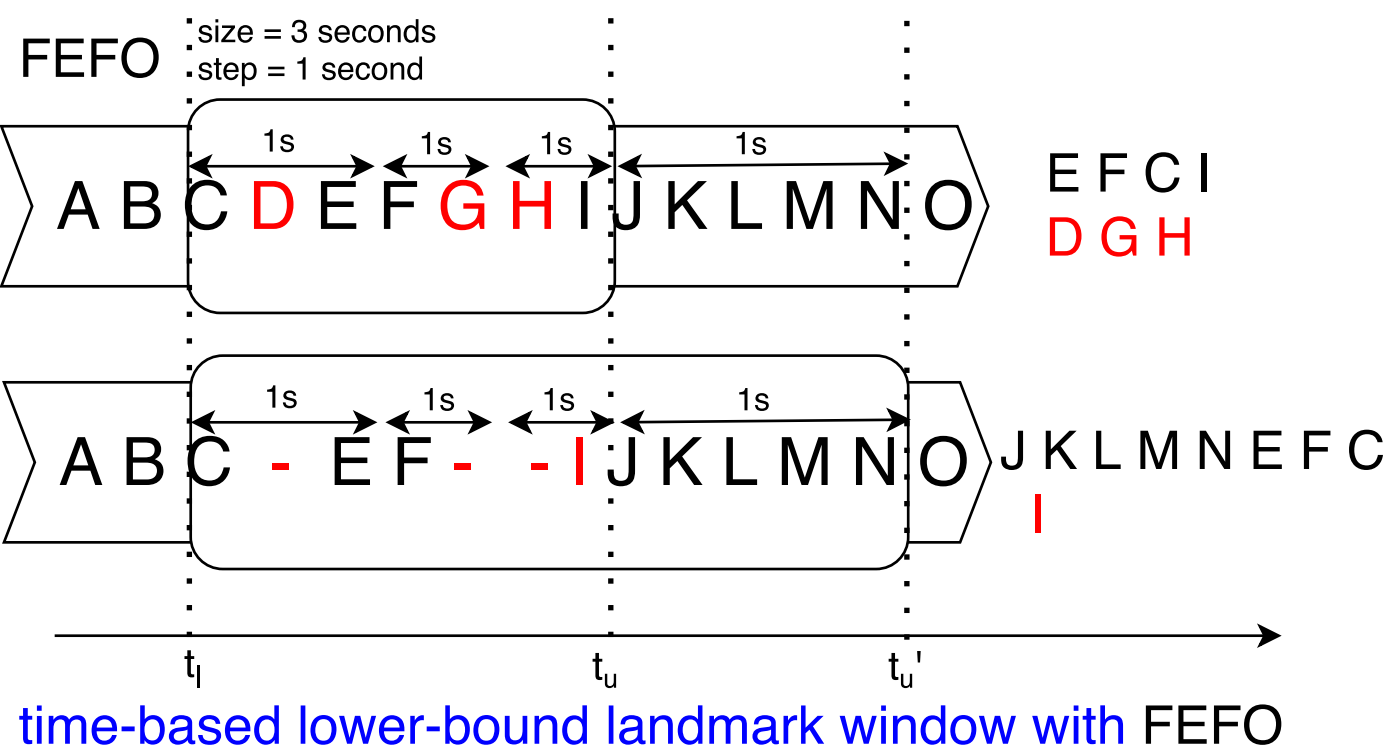 FEFO
size = 3 seconds
step = 1 second
1s 1s 1s 1s
A B C D E F G H I J K L M N O
E F C I
D G H
1s 1s 1s 1s
A B C - E F - - I J K L M N O
J K L M N E F C
I
tl tu tu'
time-based lower-bound landmark window with FEFO